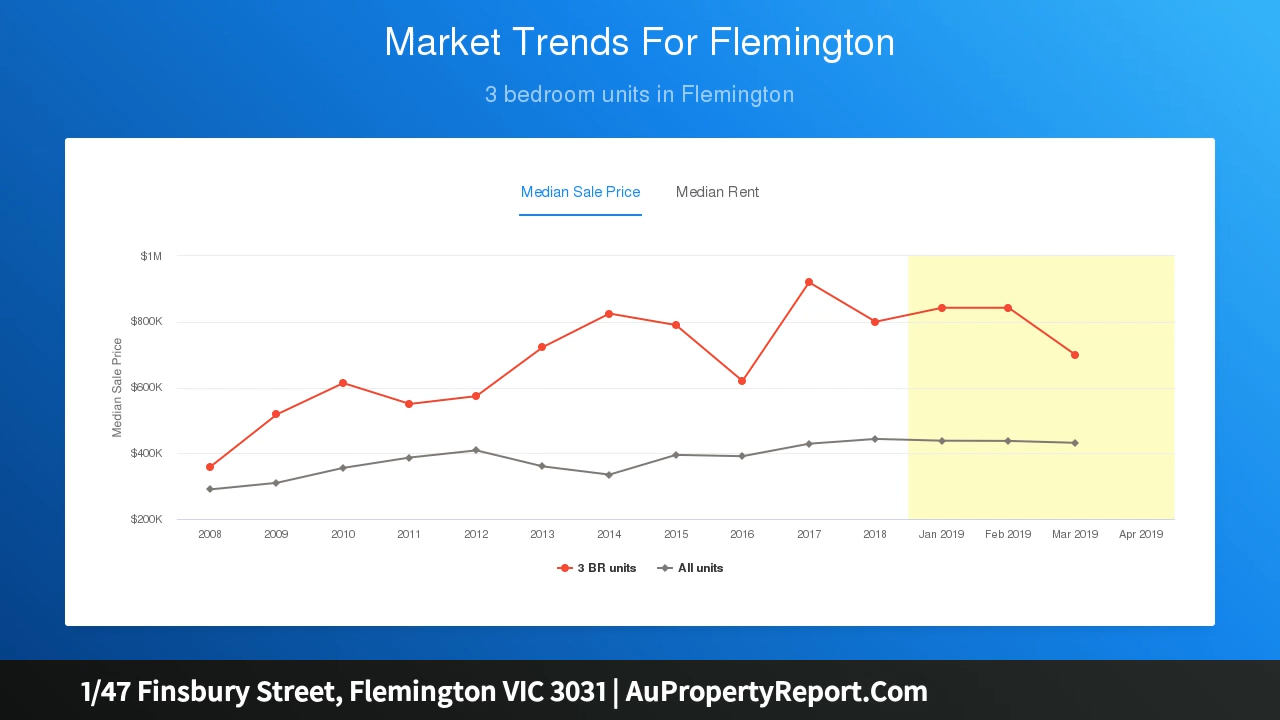 Market Trends For Flemington
3 bedroom units in Flemington
Median Sale Price Median Rent
Median Sale Price
$1M
$800K
$600K
$400K
$200K
2008 2009 2010 2011 2012 2013 2014 2015 2016 2017 2018 Jan 2019 Feb 2019 Mar 2019 Apr 2019
3 BR units All units
1/47 Finsbury Street, Flemington VIC 3031 | AuPropertyReport.Com